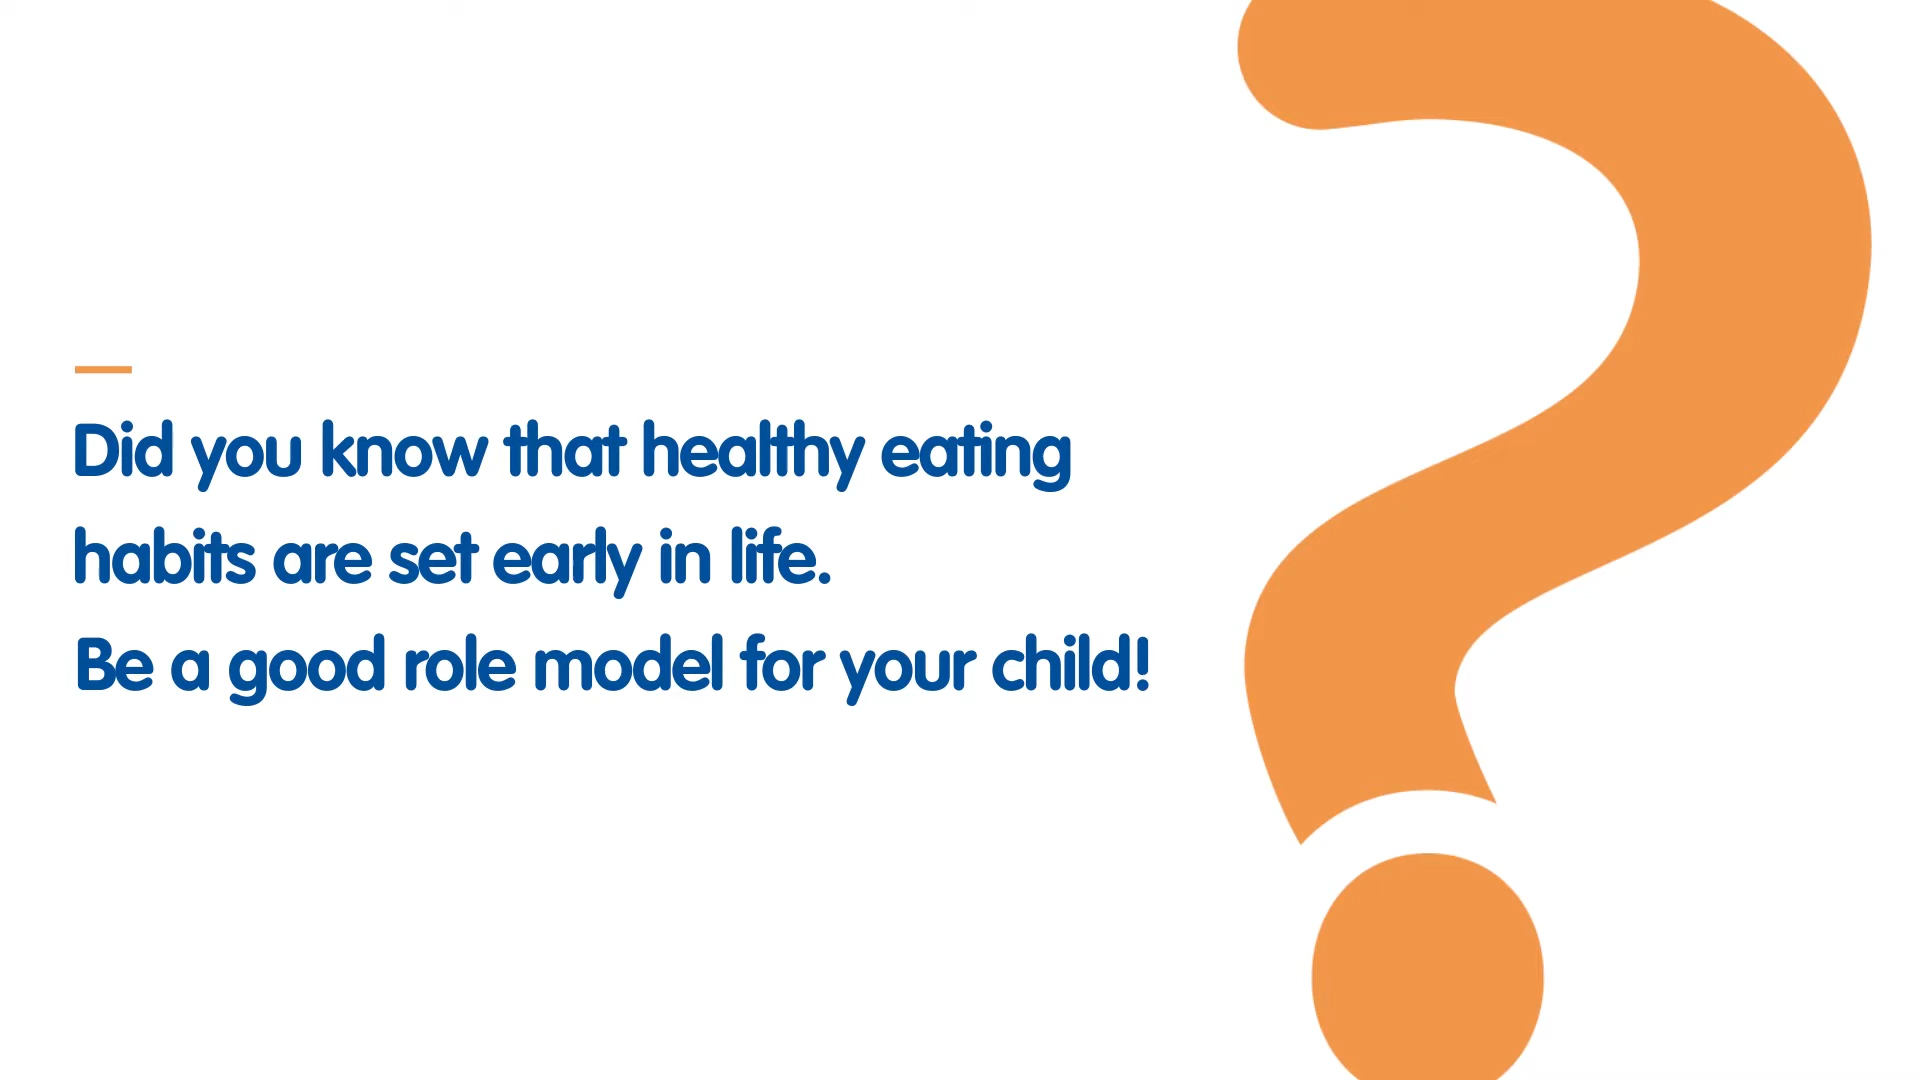 Did you know that healthy eating
habits are set early in life.
Be a good role model for your child!
?